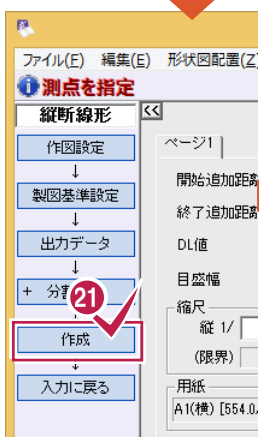 ファイル(F) 編集(E) 形状図配置(Z)
測点を指定
縦断線形
<<
作図設定
ページ1
↓
製図基準設定
開始追加距離
↓
終了追加距離
出力データ
DL値
↓
目盛幅
+ 分割
21
縮尺
縦 1/
作成
(限界)
↓
入力に戻る
用紙
A1(横) [554.0